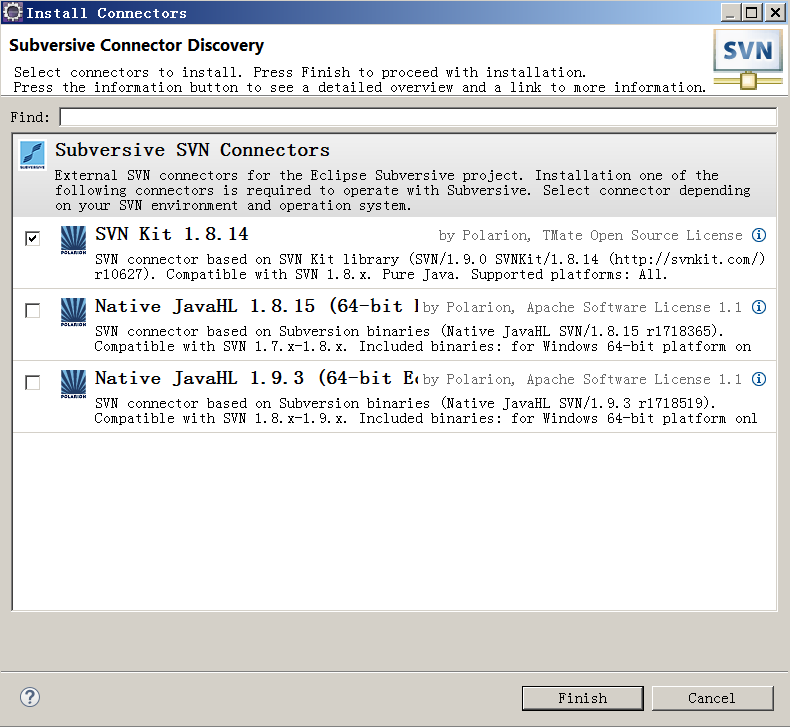 Install Connectors
Subversive Connector Discovery
Select connectors to install. Press Finish to proceed with installation.
Press the information button to see a detailed overview and a link to more information.
SVN
Find:
SUBVERSIVE
Subversive SVN Connectors
External SVN connectors for the Eclipse Subversive project. Installation one of the
following connectors is required to operate with Subversive. Select connector depending
on your SVN environment and operation system.
POLARION
SVN Kit 1.8.14
by Polarion, TMate Open Source License
SVN connector based on SVN Kit library (SVN/1.9.0 SVNKit/1.8.14 (http://svnkit.com/)
r10627). Compatible with SVN 1.8.x. Pure Java. Supported platforms: All.
POLARION
Native JavaHL 1.8.15 (64-bit
by Polarion, Apache Software License 1.1
SVN connector based on Subversion binaries (Native JavaHL SVN/1.8.15 r1718365).
Compatible with SVN 1.7.x-1.8.x. Included binaries: for Windows 64-bit platform on
POLARION
Native JavaHL 1.9.3 (64-bit
by Polarion, Apache Software License 1.1
SVN connector based on Subversion binaries (Native JavaHL SVN/1.9.3 r1718519).
Compatible with SVN 1.8.x-1.9.x. Included binaries: for Windows 64-bit platform onl
?
Finish
Cancel